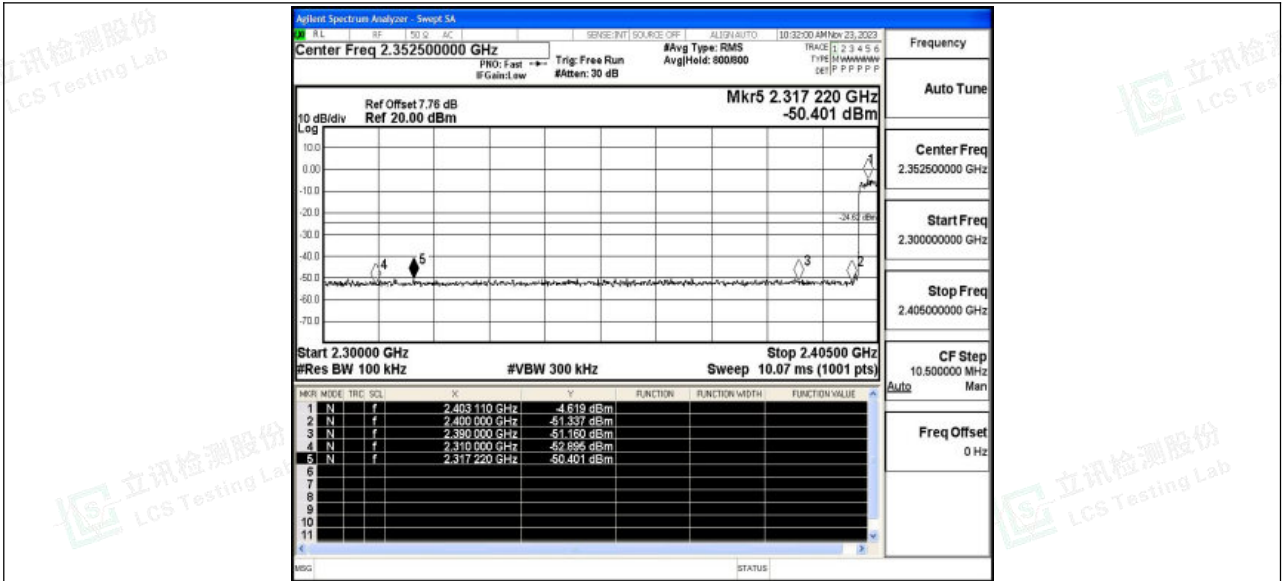 Agilent Spectrum Analyzer - Swept SA
RL RF 50 Ω AC SENSE:INT SOURCE OFF ALIGN AUTO 10:32:00 AM Nov 23, 2023
Center Freq 2.352500000 GHz
PNO: Fast
IFGain:Low
Trig: Free Run
#Atten: 30 dB
#Avg Type: RMS
Avg|Hold: 800/800
TRACE 1 2 3 4 5 6
TYPE M WWWWW
DET P P P P P P
Ref Offset 7.76 dB
Ref 20.00 dBm
10 dB/div
Log
Mkr5 2.317 220 GHz
-50.401 dBm
10.0
0.00
-10.0
-20.0
-30.0
-40.0
-50.0
-60.0
-70.0
1
-24.62 dBm
4
5
3
2
Start 2.30000 GHz
Stop 2.40500 GHz
#Res BW 100 kHz
#VBW 300 kHz
Sweep 10.07 ms (1001 pts)
MKR MODE TRC SCL X Y FUNCTION FUNCTION WIDTH FUNCTION VALUE
1 N f 2.403 110 GHz -4.619 dBm
2 N f 2.400 000 GHz -51.337 dBm
3 N f 2.390 000 GHz -51.160 dBm
4 N f 2.310 000 GHz -52.895 dBm
5 N f 2.317 220 GHz -50.401 dBm
6
7
8
9
10
11
MSG
STATUS
Frequency
Auto Tune
Center Freq
2.352500000 GHz
Start Freq
2.300000000 GHz
Stop Freq
2.405000000 GHz
CF Step
10.500000 MHz
Auto Man
Freq Offset
0 Hz
立讯检测股份
LCS Testing Lab
立讯检
LCS Tes
立讯检测股份
LCS Testing Lab
立讯检测股份
LCS Testing Lab